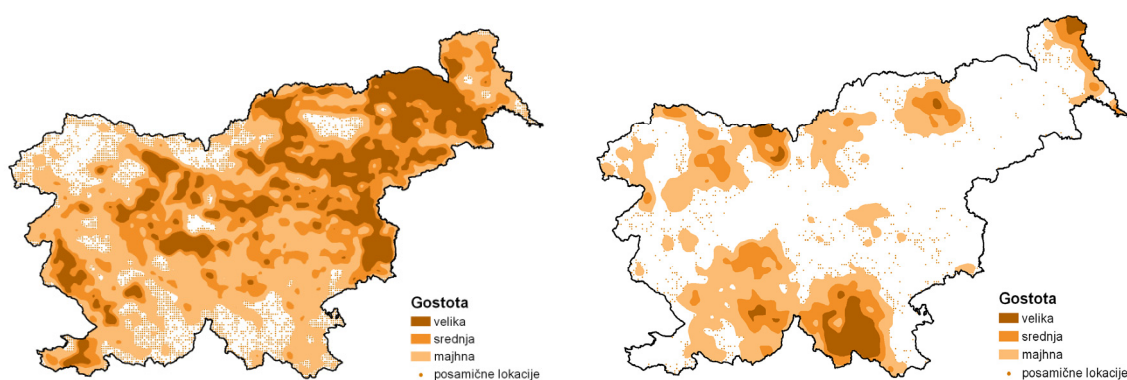 Gostota
velika
srednja
majhna
posamične lokacije
Gostota
velika
srednja
majhna
posamične lokacije